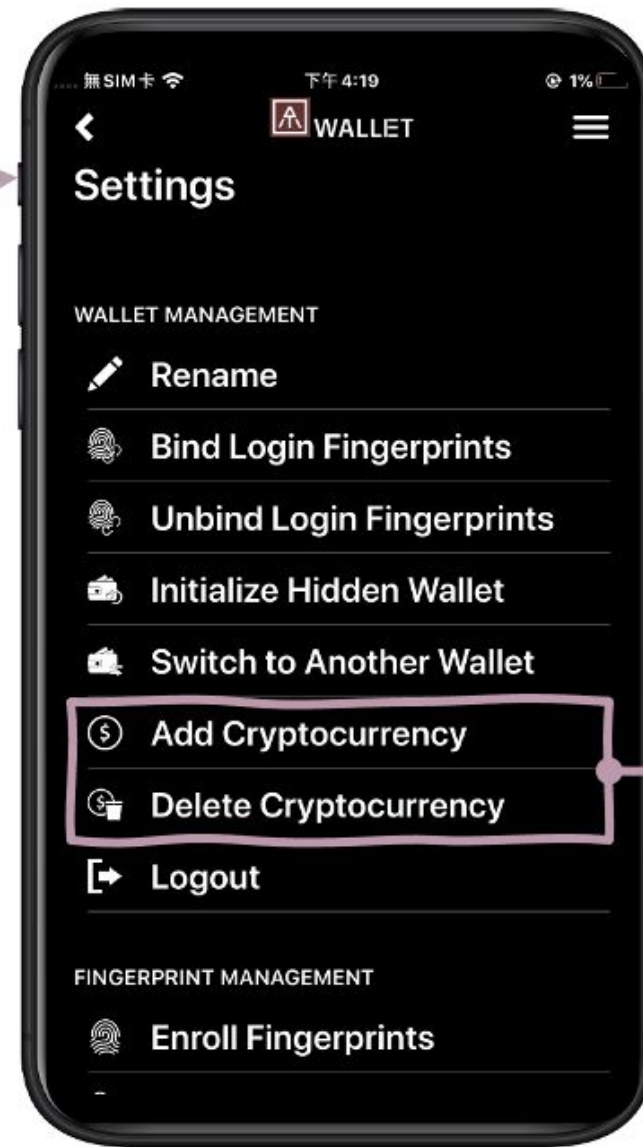 無SIM卡 下午4:19 1%
WALLET
Settings
WALLET MANAGEMENT
Rename
Bind Login Fingerprints
Unbind Login Fingerprints
Initialize Hidden Wallet
Switch to Another Wallet
Add Cryptocurrency
Delete Cryptocurrency
Logout
FINGERPRINT MANAGEMENT
Enroll Fingerprints